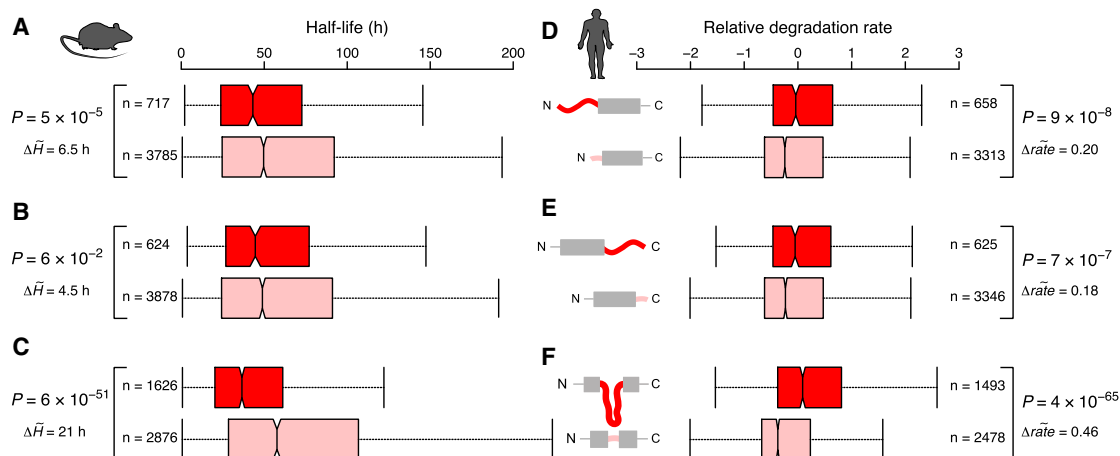 A
Half-life (h)
0 50 100 150 200
P = 5 × 10⁻⁵
ΔH̃ = 6.5 h
n = 717
n = 3785
B
P = 6 × 10⁻²
ΔH̃ = 4.5 h
n = 624
n = 3878
C
P = 6 × 10⁻⁵¹
ΔH̃ = 21 h
n = 1626
n = 2876
D
Relative degradation rate
−3 −2 −1 0 1 2 3
N C
N C
n = 658
n = 3313
P = 9 × 10⁻⁸
Δrat̃e = 0.20
E
N C
N C
n = 625
n = 3346
P = 7 × 10⁻⁷
Δrat̃e = 0.18
F
N C
N C
n = 1493
n = 2478
P = 4 × 10⁻⁶⁵
Δrat̃e = 0.46